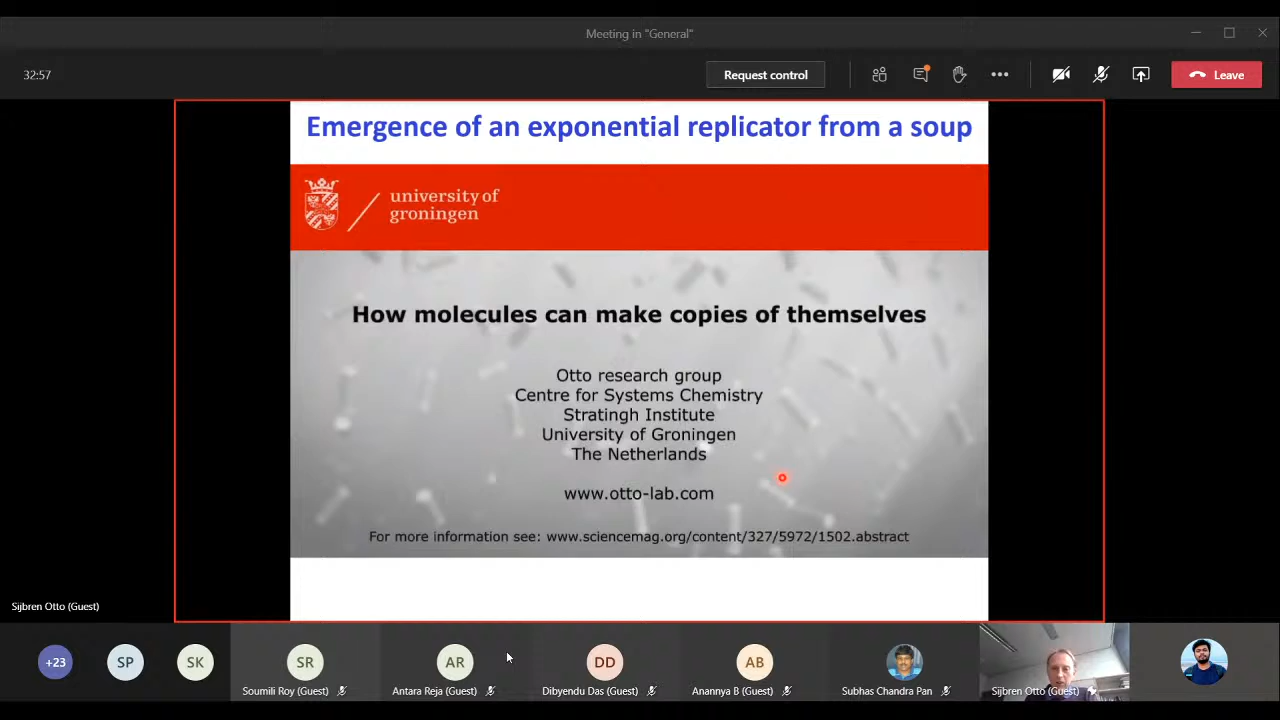 Meeting in "General"
32:57
Request control
Leave
Emergence of an exponential replicator from a soup
university of
groningen
How molecules can make copies of themselves
Otto research group
Centre for Systems Chemistry
Stratingh Institute
University of Groningen
The Netherlands
www.otto-lab.com
For more information see: www.sciencemag.org/content/327/5972/1502.abstract
Sijbren Otto (Guest)
+23
SP
SK
SR
AR
DD
AB
Soumili Roy (Guest)
Antara Reja (Guest)
Dibyendu Das (Guest)
Anannya B (Guest)
Subhas Chandra Pan
Sijbren Otto (Guest)